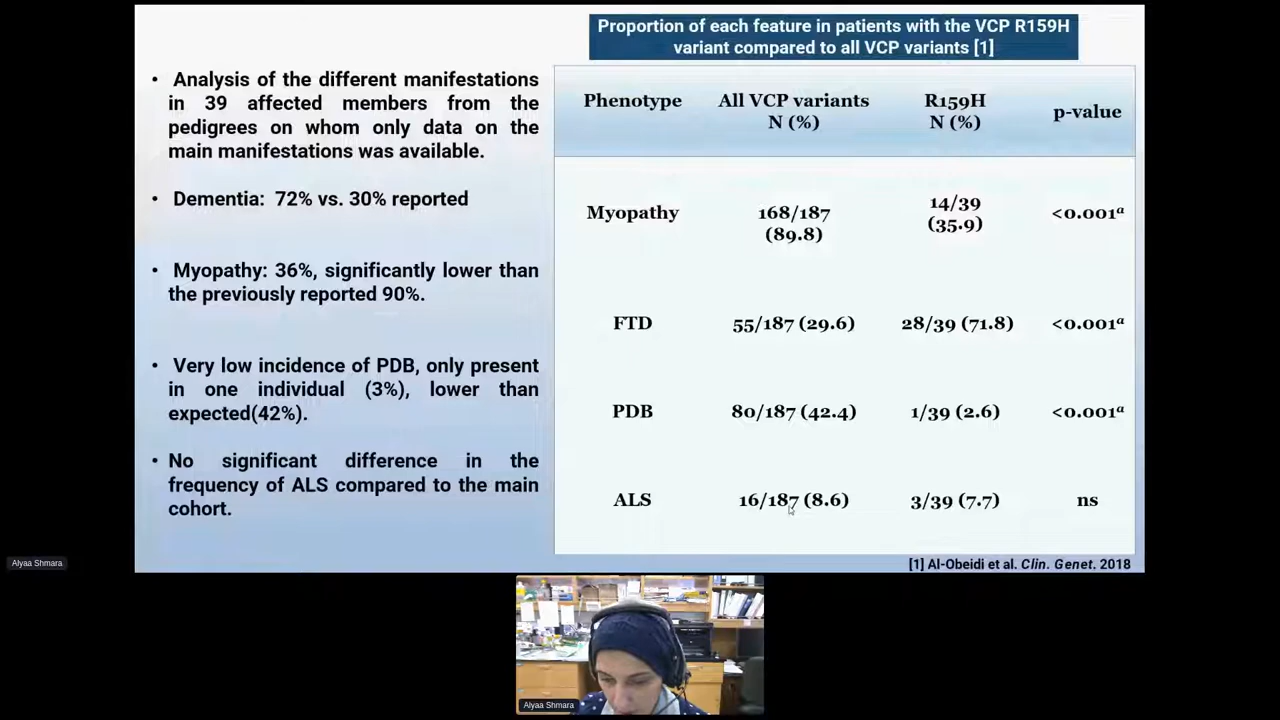 Proportion of each feature in patients with the VCP R159H
variant compared to all VCP variants [1]
• Analysis of the different manifestations
in 39 affected members from the
pedigrees on whom only data on the
main manifestations was available.
• Dementia: 72% vs. 30% reported
• Myopathy: 36%, significantly lower than
the previously reported 90%.
• Very low incidence of PDB, only present
in one individual (3%), lower than
expected(42%).
• No significant difference in the
frequency of ALS compared to the main
cohort.
Phenotype All VCP variants N (%) R159H N (%) p-value
Myopathy 168/187 (89.8) 14/39 (35.9) <0.001ᵃ
FTD 55/187 (29.6) 28/39 (71.8) <0.001ᵃ
PDB 80/187 (42.4) 1/39 (2.6) <0.001ᵃ
ALS 16/187 (8.6) 3/39 (7.7) ns
[1] Al-Obeidi et al. Clin. Genet. 2018
Alyaa Shmara
Alyaa Shmara